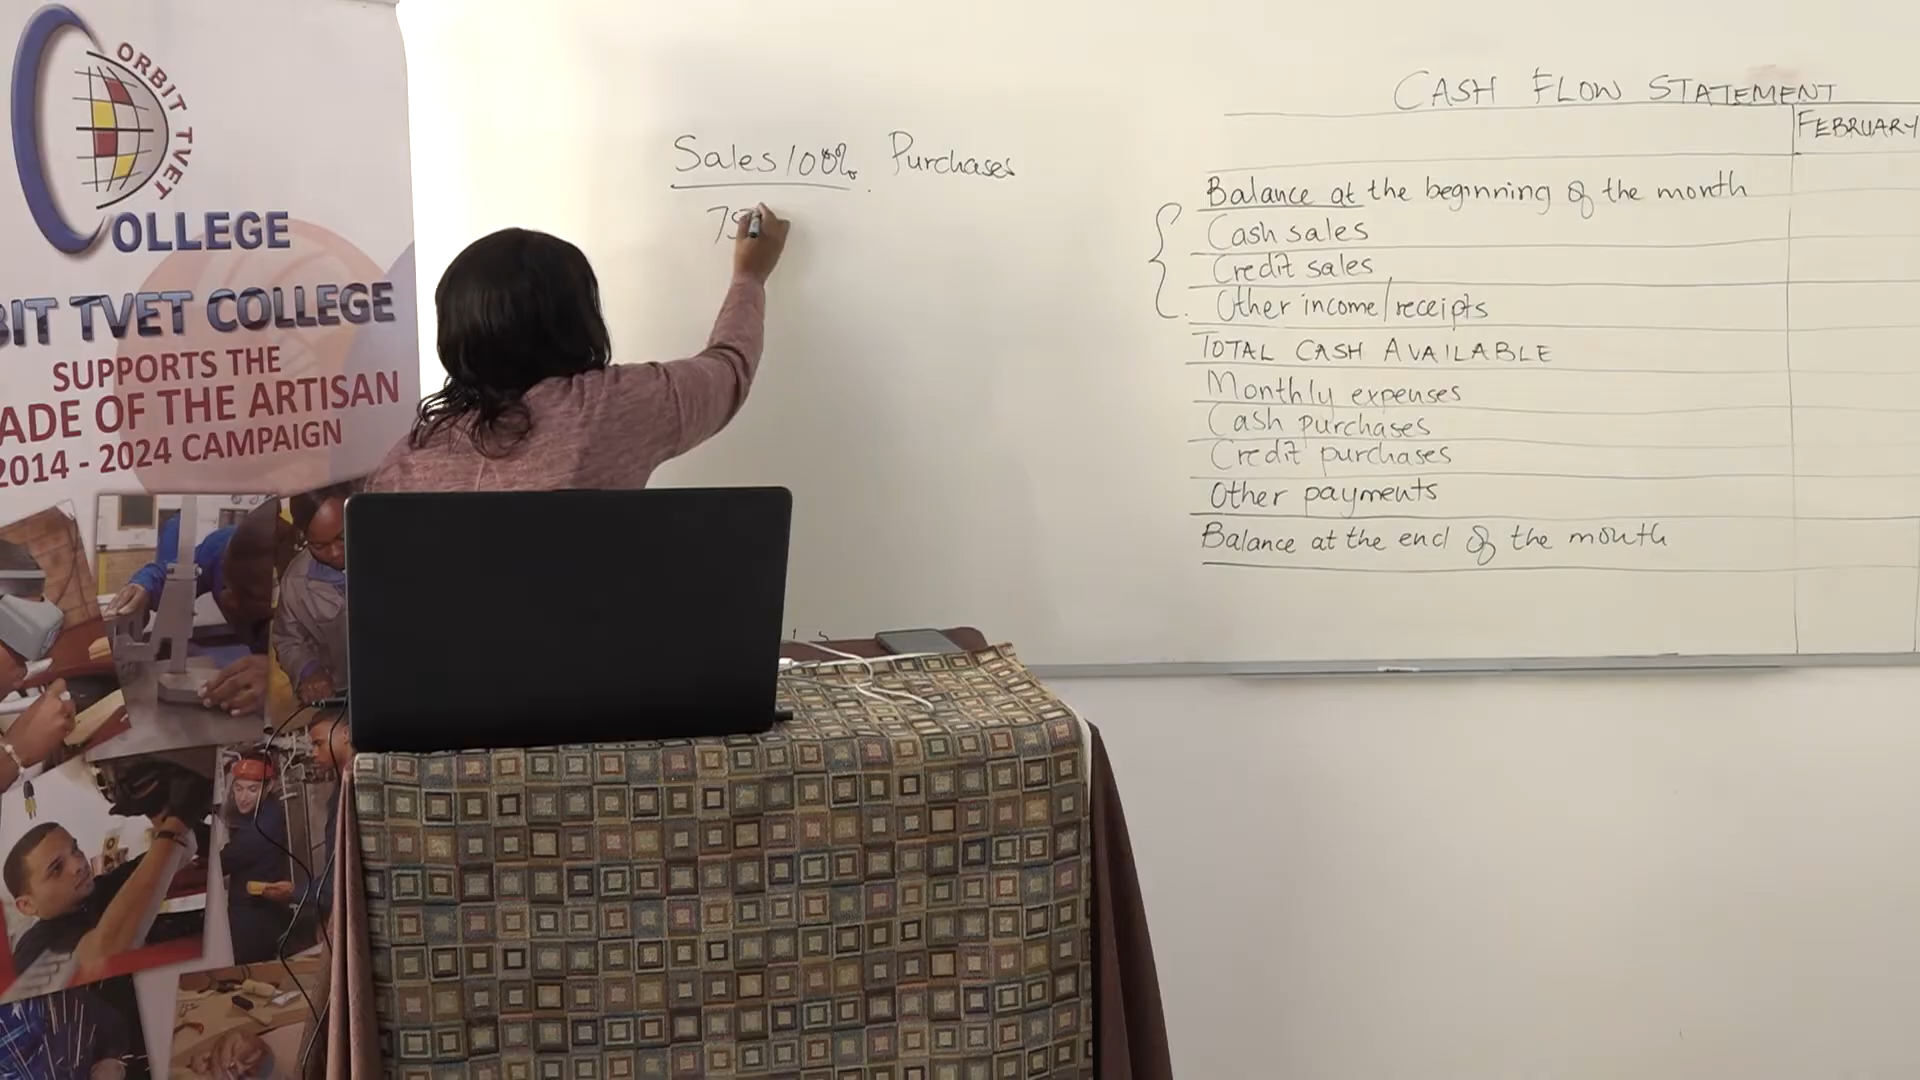 ORBIT TVET
COLLEGE
BIT TVET COLLEGE
SUPPORTS THE
ADE OF THE ARTISAN
2014 - 2024 CAMPAIGN
Sales 100% Purchases
75
CASH FLOW STATEMENT
FEBRUARY
Balance at the beginning of the month
Cash sales
Credit sales
Other income/receipts
TOTAL CASH AVAILABLE
Monthly expenses
Cash purchases
Credit purchases
Other payments
Balance at the end of the month